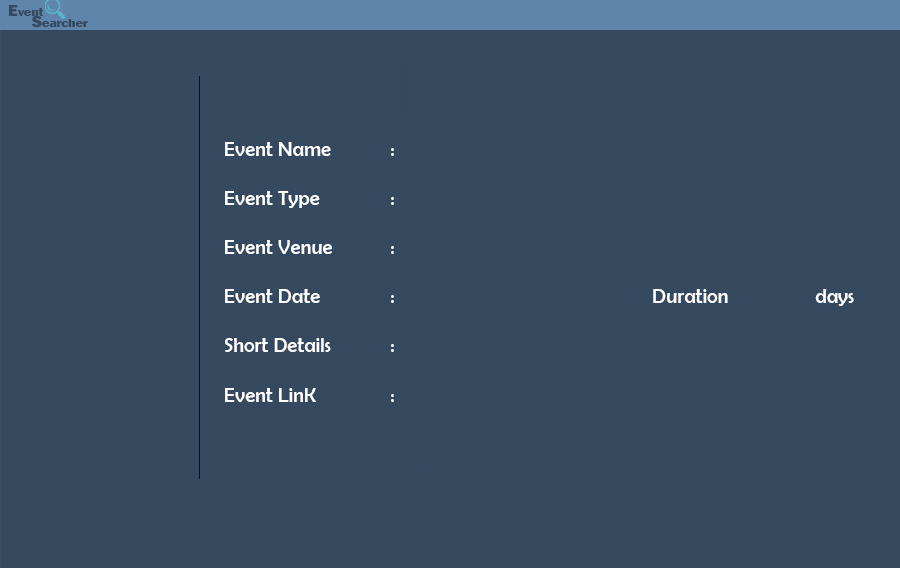 Event
Searcher
Event Name :
Event Type :
Event Venue :
Event Date : Duration days
Short Details :
Event LinK :